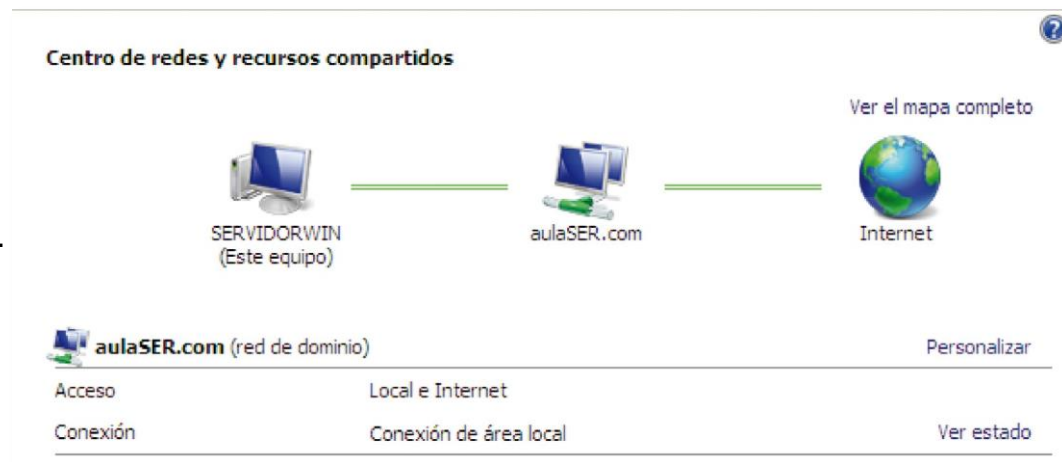 ?
Centro de redes y recursos compartidos
Ver el mapa completo
SERVIDORWIN
(Este equipo)
aulaSER.com
Internet
aulaSER.com (red de dominio) Personalizar
Acceso Local e Internet
Conexión Conexión de área local Ver estado